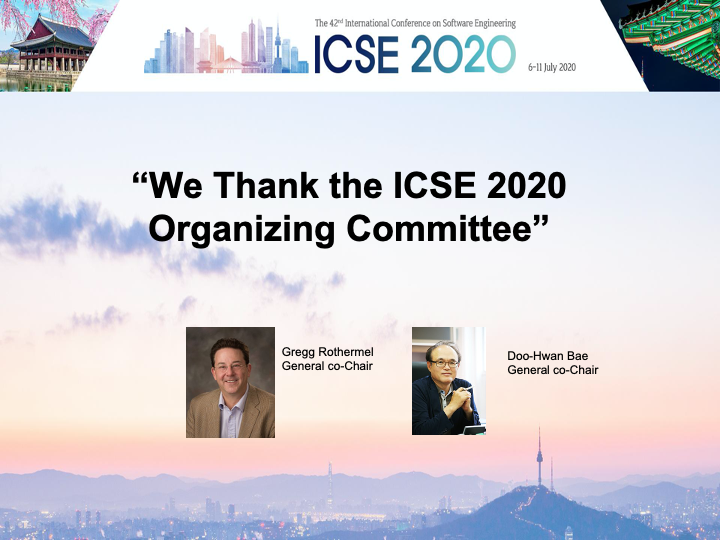 The 42nd International Conference on Software Engineering
ICSE 2020
6-11 July 2020
“We Thank the ICSE 2020
Organizing Committee”
Gregg Rothermel
General co-Chair
Doo-Hwan Bae
General co-Chair